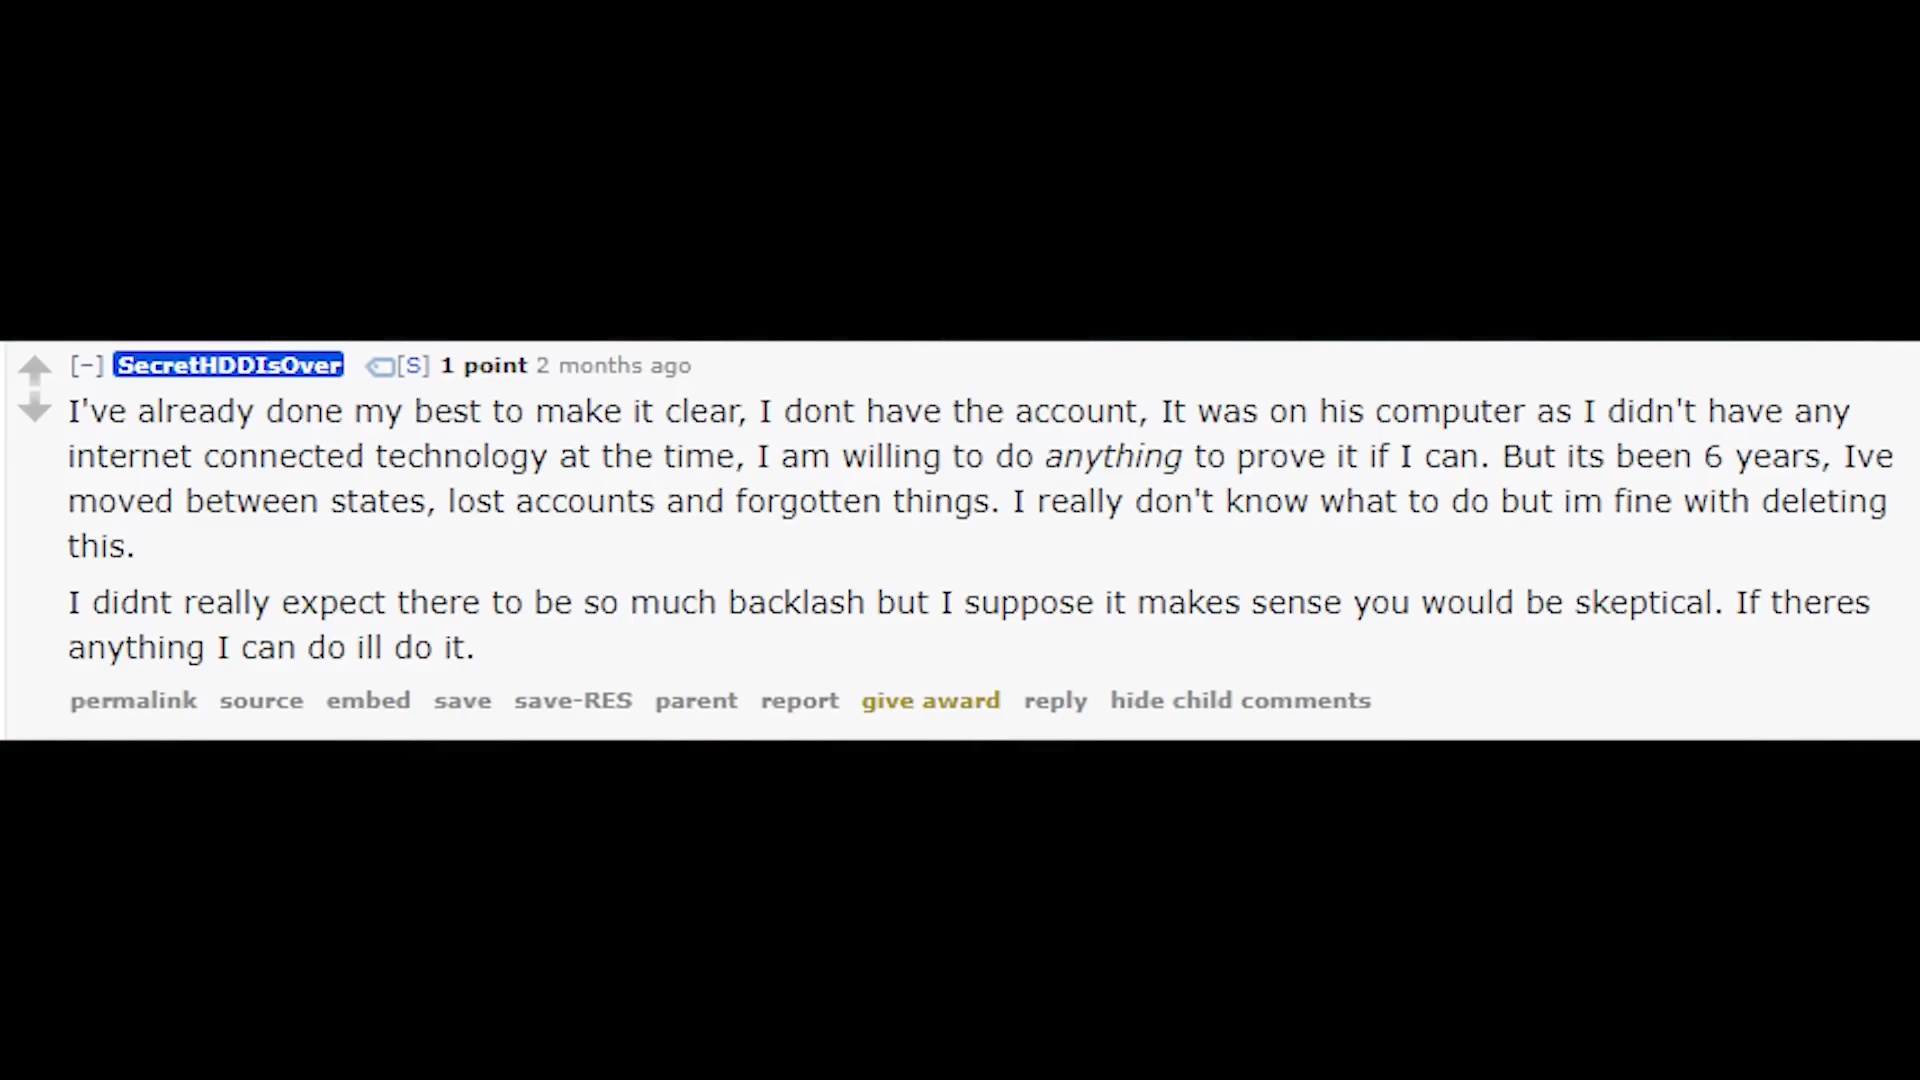 [−] SecretHDDIsOver [S] 1 point 2 months ago
I've already done my best to make it clear, I dont have the account, It was on his computer as I didn't have any
internet connected technology at the time, I am willing to do anything to prove it if I can. But its been 6 years, Ive
moved between states, lost accounts and forgotten things. I really don't know what to do but im fine with deleting
this.
I didnt really expect there to be so much backlash but I suppose it makes sense you would be skeptical. If theres
anything I can do ill do it.
permalink source embed save save-RES parent report give award reply hide child comments